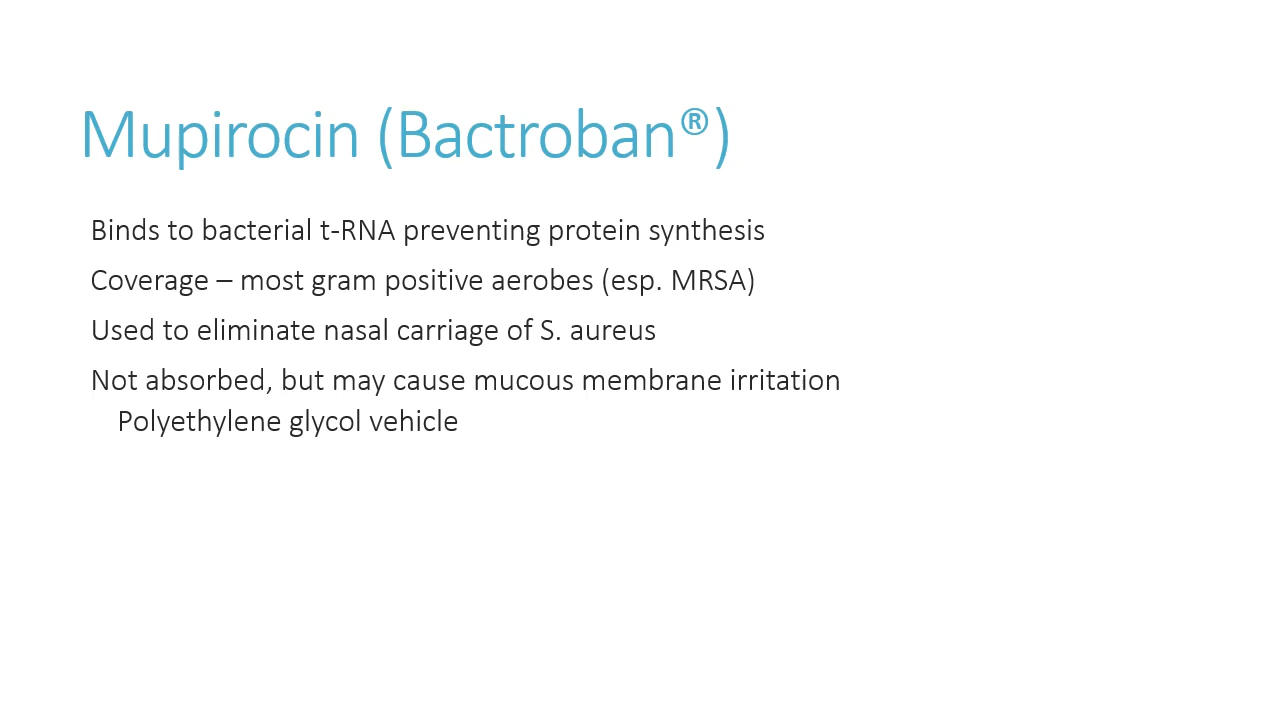 Mupirocin (Bactroban®)
Binds to bacterial t-RNA preventing protein synthesis
Coverage – most gram positive aerobes (esp. MRSA)
Used to eliminate nasal carriage of S. aureus
Not absorbed, but may cause mucous membrane irritation
Polyethylene glycol vehicle